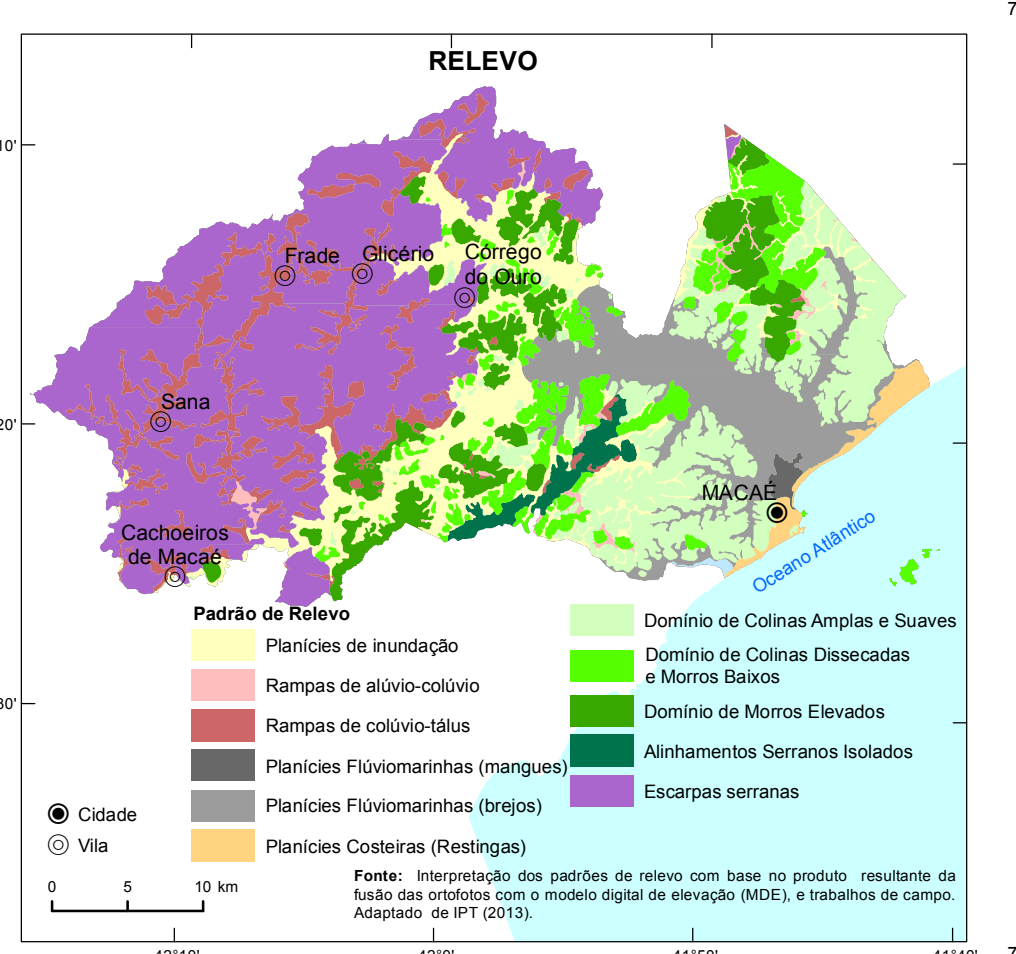 7
RELEVO
10'
Frade
Glicério
Córrego
do Ouro
Sana
20'
MACAÉ
Cachoeiros
de Macaé
Oceano Atlântico
Padrão de Relevo
Planícies de inundação
Rampas de alúvio-colúvio
Rampas de colúvio-tálus
Planícies Flúviomarinhas (mangues)
Planícies Flúviomarinhas (brejos)
Planícies Costeiras (Restingas)
Domínio de Colinas Amplas e Suaves
Domínio de Colinas Dissecadas
e Morros Baixos
Domínio de Morros Elevados
Alinhamentos Serranos Isolados
Escarpas serranas
30'
Cidade
Vila
0 5 10 km
Fonte: Interpretação dos padrões de relevo com base no produto resultante da
fusão das ortofotos com o modelo digital de elevação (MDE), e trabalhos de campo.
Adaptado de IPT (2013).
7